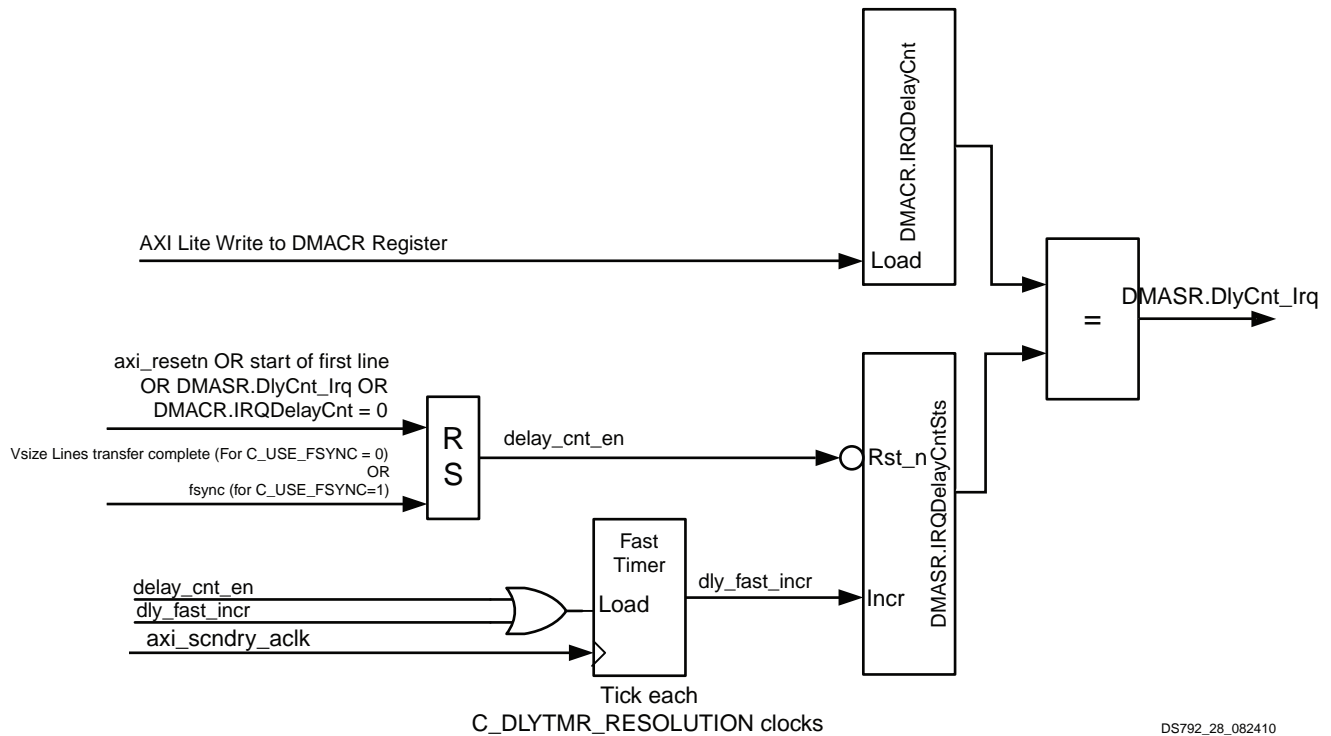 DMACR.IRQDelayCnt
AXI Lite Write to DMACR Register
Load
DMASR.DlyCnt_Irq
=
axi_resetn OR start of first line
OR DMASR.DlyCnt_Irq OR
DMACR.IRQDelayCnt = 0
R
S
delay_cnt_en
Vsize Lines transfer complete (For C_USE_FSYNC = 0)
OR
fsync (for C_USE_FSYNC=1)
Rst_n
DMASR.IRQDelayCntSts
Fast
Timer
delay_cnt_en
dly_fast_incr
Load
dly_fast_incr
Incr
axi_scndry_aclk
Tick each
C_DLYTMR_RESOLUTION clocks
DS792_28_082410